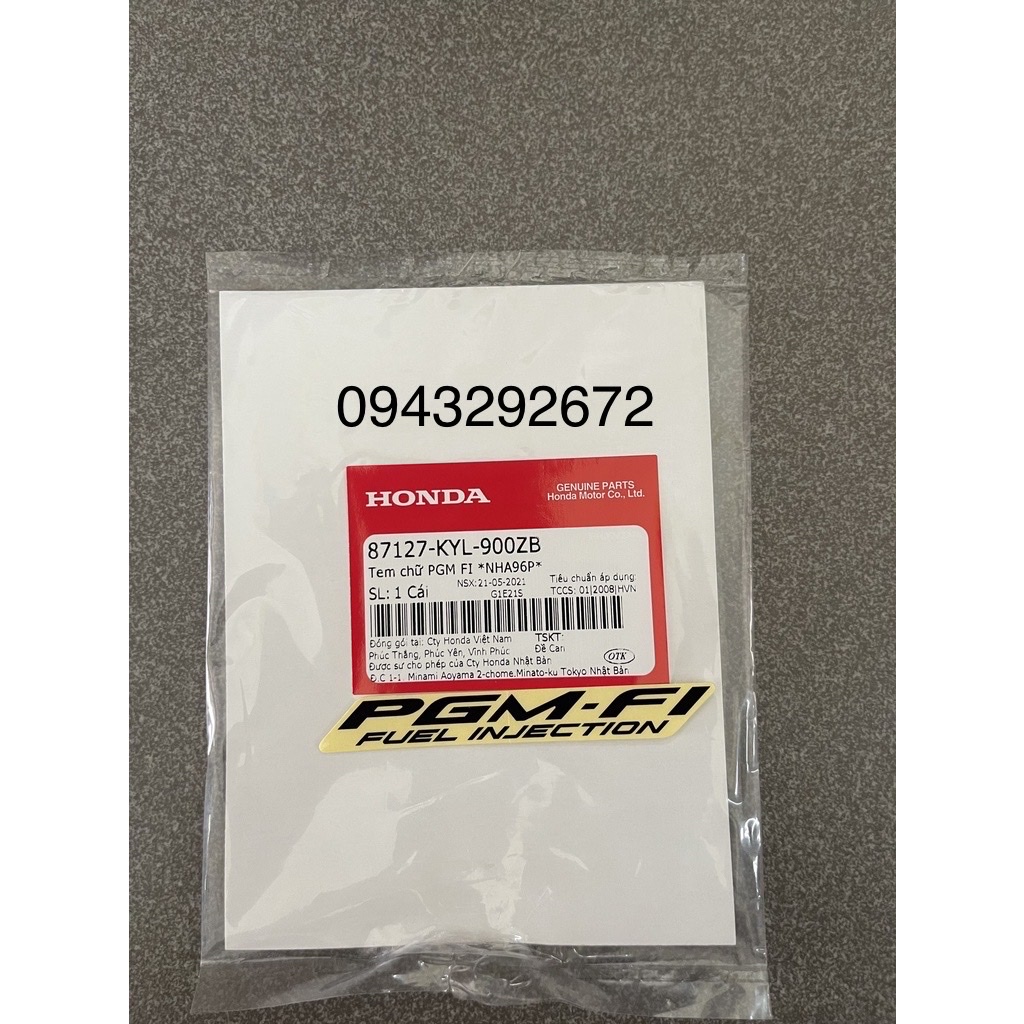 0943292672
HONDA
GENUINE PARTS
Honda Motor Co., Ltd.
87127-KYL-900ZB
Tem chữ PGM FI *NHA96P*
NSX:21-05-2021
Tiêu chuẩn áp dụng:
SL: 1 Cái
G1E21S
TCCS: 01|2008|HVN
Đóng gói tại: Cty Honda Việt Nam
TSKT:
Phúc Thắng, Phúc Yên, Vĩnh Phúc
Đề Can
Được sự cho phép của Cty Honda Nhật Bản
OTK
Đ.C 1-1 Minami Aoyama 2-chome.Minato-ku Tokyo Nhật Bản
PGM-FI
FUEL INJECTION